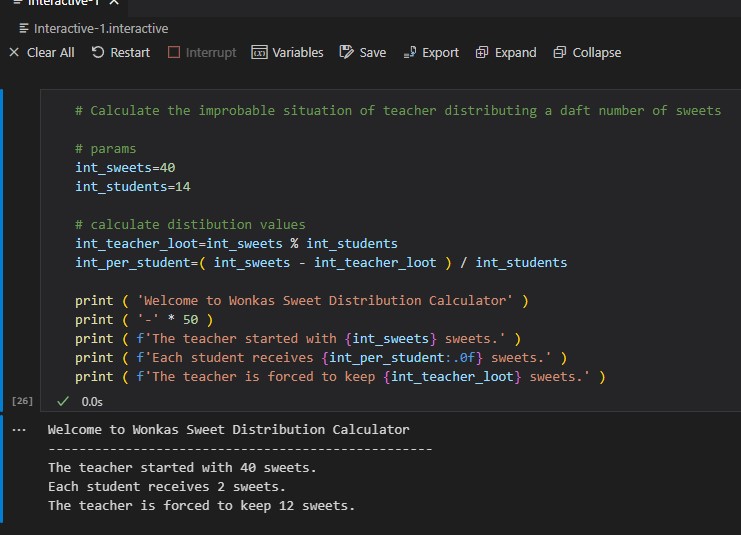 Interactive-1 ×
Interactive-1.interactive
Clear All Restart Interrupt Variables Save Export Expand Collapse
# Calculate the improbable situation of teacher distributing a daft number of sweets
# params
int_sweets=40
int_students=14
# calculate distibution values
int_teacher_loot=int_sweets % int_students
int_per_student=( int_sweets - int_teacher_loot ) / int_students
print ( 'Welcome to Wonkas Sweet Distribution Calculator' )
print ( '-' * 50 )
print ( f'The teacher started with {int_sweets} sweets.' )
print ( f'Each student receives {int_per_student:.0f} sweets.' )
print ( f'The teacher is forced to keep {int_teacher_loot} sweets.' )
[26] 0.0s
... Welcome to Wonkas Sweet Distribution Calculator
--------------------------------------------------
The teacher started with 40 sweets.
Each student receives 2 sweets.
The teacher is forced to keep 12 sweets.